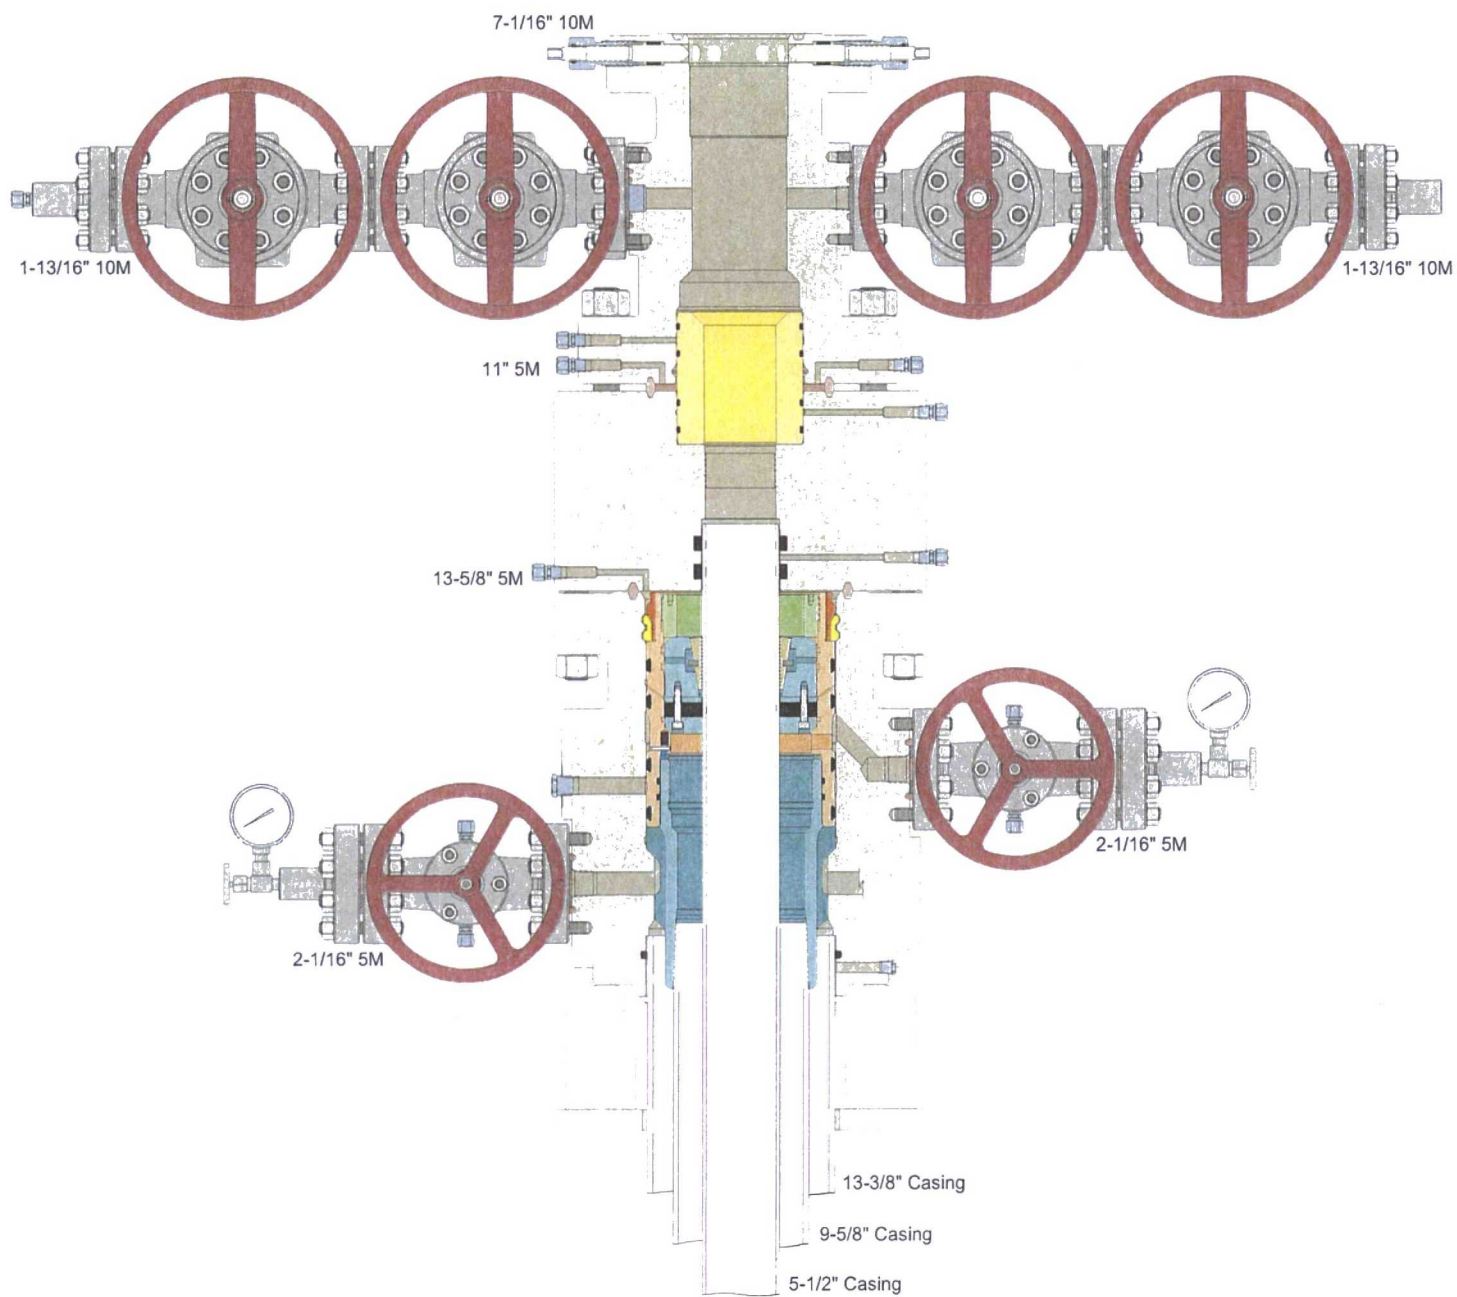 7-1/16" 10M
1-13/16" 10M
1-13/16" 10M
11" 5M
13-5/8" 5M
2-1/16" 5M
2-1/16" 5M
13-3/8" Casing
9-5/8" Casing
5-1/2" Casing